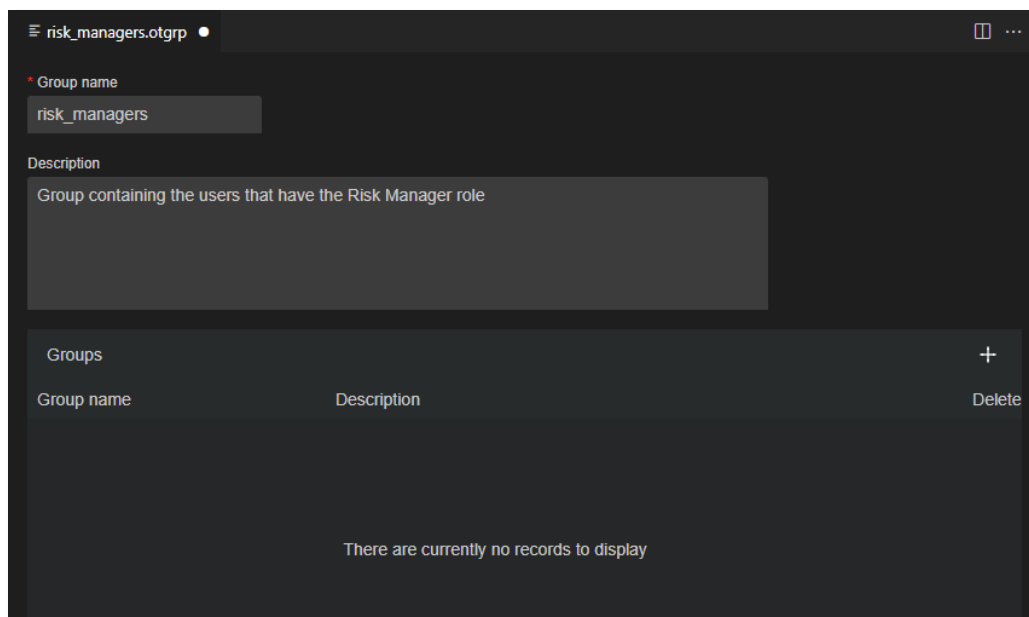 risk_managers.otgrp
* Group name
risk_managers
Description
Group containing the users that have the Risk Manager role
Groups
Group name Description Delete
There are currently no records to display